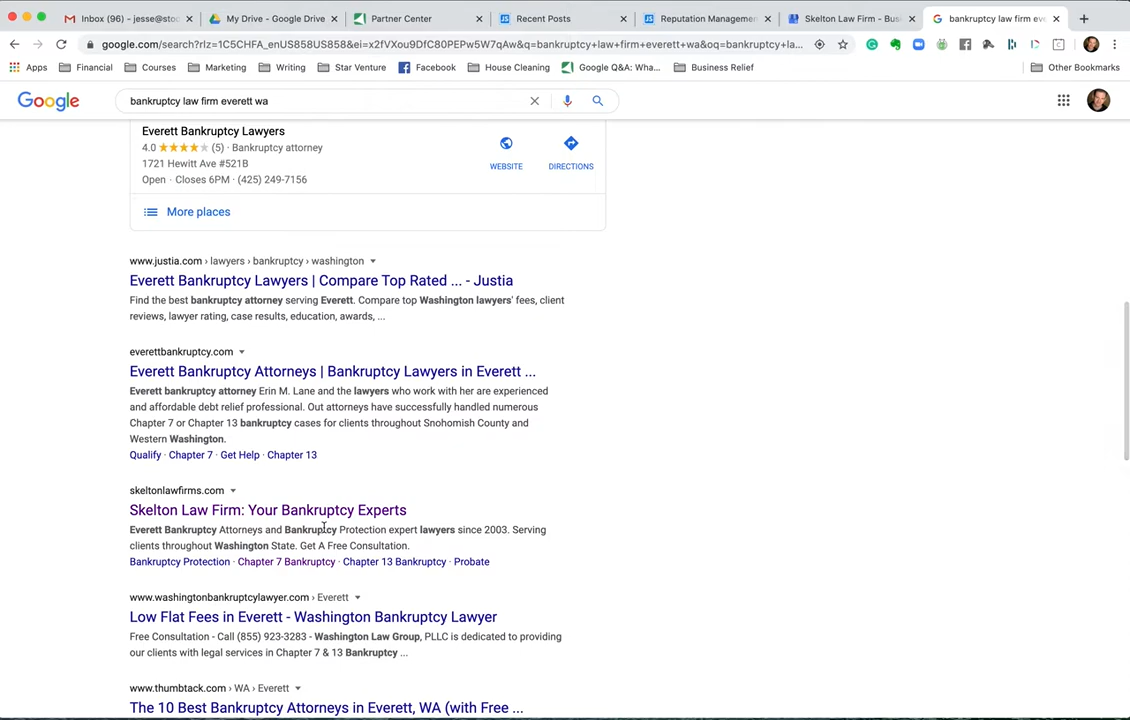 Inbox (96) – jesse@stoc
My Drive - Google Drive
Partner Center
Recent Posts
Reputation Managemen
Skelton Law Firm - Bus
bankruptcy law firm eve
google.com/search?rlz=1C5CHFA_enUS858US858&ei=x2fVXou9DfC80PEPw5W7qAw&q=bankruptcy+law+firm+everett+wa&oq=bankruptcy+la...
Apps
Financial
Courses
Marketing
Writing
Star Venture
Facebook
House Cleaning
Google Q&A: Wha...
Business Relief
Other Bookmarks
Google
bankruptcy law firm everett wa
Everett Bankruptcy Lawyers
4.0 (5) · Bankruptcy attorney
1721 Hewitt Ave #521B
Open · Closes 6PM · (425) 249-7156
WEBSITE
DIRECTIONS
More places
www.justia.com › lawyers › bankruptcy › washington
Everett Bankruptcy Lawyers | Compare Top Rated ... - Justia
Find the best bankruptcy attorney serving Everett. Compare top Washington lawyers' fees, client
reviews, lawyer rating, case results, education, awards, ...
everettbankruptcy.com
Everett Bankruptcy Attorneys | Bankruptcy Lawyers in Everett ...
Everett bankruptcy attorney Erin M. Lane and the lawyers who work with her are experienced
and affordable debt relief professional. Out attorneys have successfully handled numerous
Chapter 7 or Chapter 13 bankruptcy cases for clients throughout Snohomish County and
Western Washington.
Qualify · Chapter 7 · Get Help · Chapter 13
skeltonlawfirms.com
Skelton Law Firm: Your Bankruptcy Experts
Everett Bankruptcy Attorneys and Bankruptcy Protection expert lawyers since 2003. Serving
clients throughout Washington State. Get A Free Consultation.
Bankruptcy Protection · Chapter 7 Bankruptcy · Chapter 13 Bankruptcy · Probate
www.washingtonbankruptcylawyer.com › Everett
Low Flat Fees in Everett - Washington Bankruptcy Lawyer
Free Consultation - Call (855) 923-3283 - Washington Law Group, PLLC is dedicated to providing
our clients with legal services in Chapter 7 & 13 Bankruptcy ...
www.thumbtack.com › WA › Everett
The 10 Best Bankruptcy Attorneys in Everett, WA (with Free ...